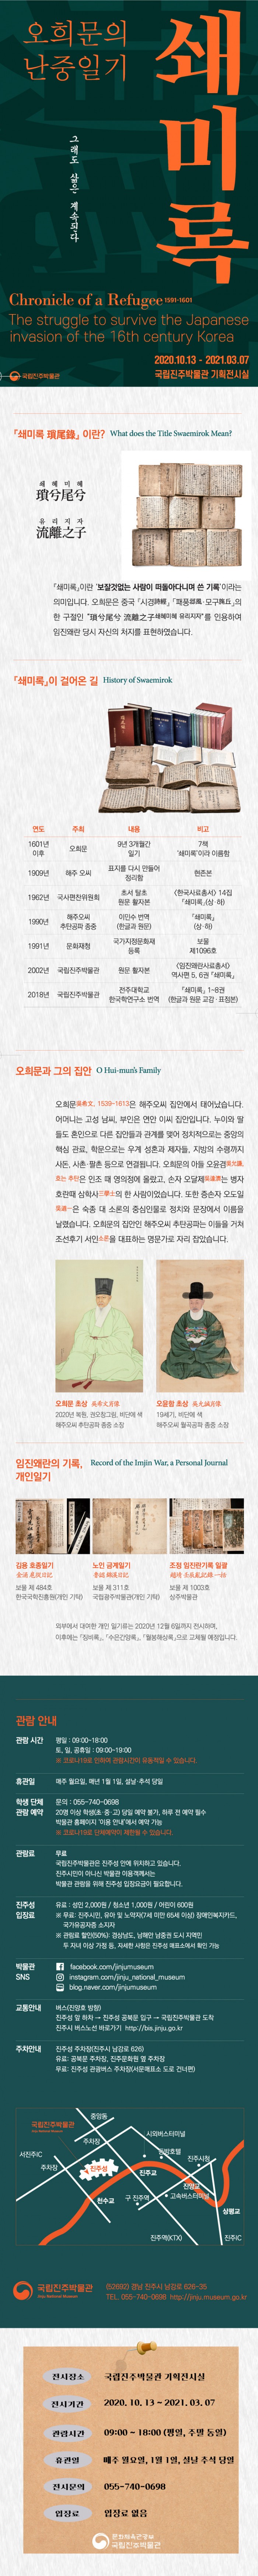 오희문의
난중일기
쇄미록
그래도 삶은 계속된다
Chronicle of a Refugee 1591-1601
The struggle to survive the Japanese
invasion of the 16th century Korea
2020.10.13 - 2021.03.07
국립진주박물관 기획전시실
국립진주박물관
『쇄미록 瑣尾錄』 이란? What does the Title Swaemirok Mean?
쇄 혜 미 혜
瑣兮尾兮
유 리 지 자
流離之子
『쇄미록』이란 '보잘것없는 사람이 떠돌아다니며 쓴 기록'이라는
의미입니다. 오희문은 중국 『시경詩經』 「패풍邶風·모구旄丘」의
한 구절인 "瑣兮尾兮 流離之子쇄혜미혜 유리지자"를 인용하여
임진왜란 당시 자신의 처지를 표현하였습니다.
『쇄미록』이 걸어온 길 History of Swaemirok
연도 주최 내용 비고
1601년 이후 오희문 9년 3개월간 일기 7책 '쇄미록'이라 이름함
1909년 해주 오씨 표지를 다시 만들어 정리함 현존본
1962년 국사편찬위원회 초서 탈초 원문 활자본 〈한국사료총서〉 14집 『쇄미록』(상·하)
1990년 해주오씨 추탄공파 종중 이민수 번역 (한글과 원문) 『쇄미록』 (상·하)
1991년 문화재청 국가지정문화재 등록 보물 제1096호
2002년 국립진주박물관 원문 활자본 〈임진왜란사료총서〉 역사편 5, 6권 『쇄미록』
2018년 국립진주박물관 전주대학교 한국학연구소 번역 『쇄미록』 1-8권 (한글과 원문 교감·표점본)
오희문과 그의 집안 O Hui-mun's Family
오희문吳希文, 1539-1613은 해주오씨 집안에서 태어났습니다.
어머니는 고성 남씨, 부인은 연안 이씨 집안입니다. 누이와 딸
들도 혼인으로 다른 집안들과 관계를 맺어 정치적으로는 중앙의
핵심 관료, 학문으로는 우계 성혼과 제자들, 지방의 수령까지
사돈, 사촌·팔촌 등으로 연결됩니다. 오희문의 아들 오윤겸吳允謙,
호는 추탄은 인조 때 영의정에 올랐고, 손자 오달제吳達濟는 병자
호란때 삼학사三學士의 한 사람이었습니다. 또한 증손자 오도일
吳道一은 숙종 대 소론의 중심인물로 정치와 문장에서 이름을
날렸습니다. 오희문의 집안인 해주오씨 추탄공파는 이들을 거쳐
조선후기 서인소론을 대표하는 명문가로 자리 잡았습니다.
오희문 초상 吳希文肖像
2020년 복원, 권오창그림, 비단에 색
해주오씨 추탄공파 종중 소장
오윤함 초상 吳允諴肖像
19세기, 비단에 색
해주오씨 월곡공파 종중 소장
임진왜란의 기록, Record of the Imjin War, a Personal Journal
개인일기
김용 호종일기
金涌 扈從日記
보물 제 484호
한국국학진흥원(개인 기탁)
노인 금계일기
魯認 錦溪日記
보물 제 311호
국립광주박물관(개인 기탁)
조정 임진란기록 일괄
趙靖 壬辰亂記錄 一括
보물 제 1003호
상주박물관
외부에서 대여한 개인 일기류는 2020년 12월 6일까지 전시하며,
이후에는 『징비록』, 『수은간양록』, 『월봉해상록』으로 교체될 예정입니다.
관람 안내
관람 시간 평일 : 09:00-18:00
토, 일, 공휴일 : 09:00-19:00
※ 코로나19로 인하여 관람시간이 유동적일 수 있습니다.
휴관일 매주 월요일, 매년 1월 1일, 설날·추석 당일
학생 단체 관람 예약 문의 : 055-740-0698
20명 이상 학생(초·중·고) 당일 예약 불가, 하루 전 예약 필수
박물관 홈페이지 '이용 안내'에서 예약 가능
※ 코로나19로 단체예약이 제한될 수 있습니다.
관람료 무료
국립진주박물관은 진주성 안에 위치하고 있습니다.
진주시민이 아니신 박물관 이용객께서는
박물관 관람을 위해 진주성 입장요금이 필요합니다.
진주성 입장료 유료 : 성인 2,000원 / 청소년 1,000원 / 어린이 600원
※ 무료: 진주시민, 유아 및 노약자(7세 미만 65세 이상) 장애인복지카드,
국가유공자증 소지자
※ 관람료 할인(50%): 경상남도, 남해안 남중권 도시 지역민
두 자녀 이상 가정 등, 자세한 사항은 진주성 매표소에서 확인 가능
박물관 SNS facebook.com/jinjumuseum
instagram.com/jinju_national_museum
blog.naver.com/jinjumuseum
교통안내 버스(진양호 방향)
진주성 앞 하차 → 진주성 공북문 입구 → 국립진주박물관 도착
진주시 버스노선 바로가기 http://bis.jinju.go.kr
주차안내 진주성 주차장(진주시 남강로 626)
유료: 공북문 주차장, 진주문화원 옆 주차장
무료: 진주성 관광버스 주차장(서문매표소 도로 건너편)
국립진주박물관
중앙동
시외버스터미널
서진주IC
주차장
주차장
진주성
동방호텔
진주시청
진주교
천수교
구 진주역
진양교
고속버스터미널
상평교
진주역(KTX)
진주IC
국립진주박물관
Jinju National Museum
(52692) 경남 진주시 남강로 626-35
TEL. 055-740-0698 http://jinju.museum.go.kr
전시장소 국립진주박물관 기획전시실
전시기간 2020. 10. 13 ~ 2021. 03. 07
관람시간 09:00 ~ 18:00 (평일, 주말 동일)
휴관일 매주 월요일, 1월 1일, 설날 추석 당일
전시문의 055-740-0698
입장료 입장료 없음
문화체육관광부
국립진주박물관